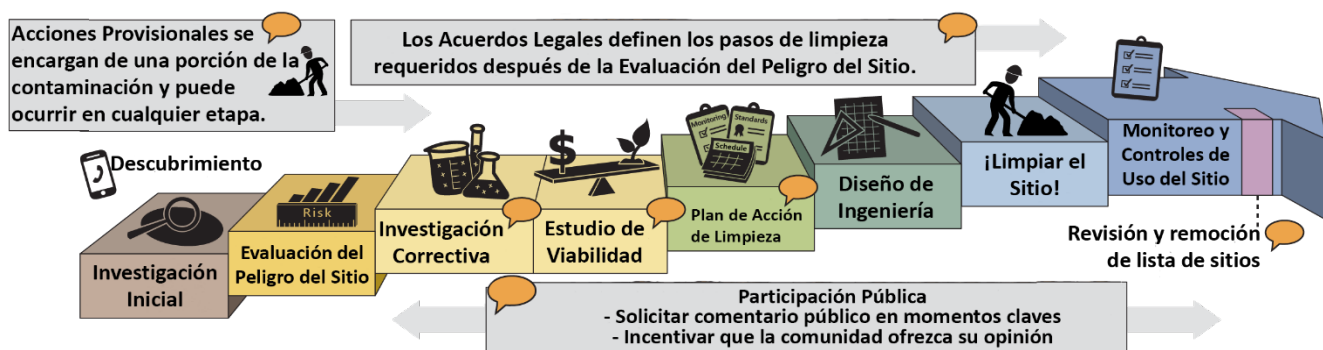 Acciones Provisionales se
encargan de una porción de la
contaminación y puede
ocurrir en cualquier etapa.
Los Acuerdos Legales definen los pasos de limpieza
requeridos después de la Evaluación del Peligro del Sitio.
Descubrimiento
Investigación
Inicial
Risk
Evaluación del
Peligro del Sitio
Investigación
Correctiva
$
Estudio de
Viabilidad
Monitoring
Standards
Schedule
Plan de Acción
de Limpieza
Diseño de
Ingeniería
¡Limpiar el
Sitio!
Monitoreo y
Controles de
Uso del Sitio
Revisión y remoción
de lista de sitios
Participación Pública
- Solicitar comentario público en momentos claves
- Incentivar que la comunidad ofrezca su opinión